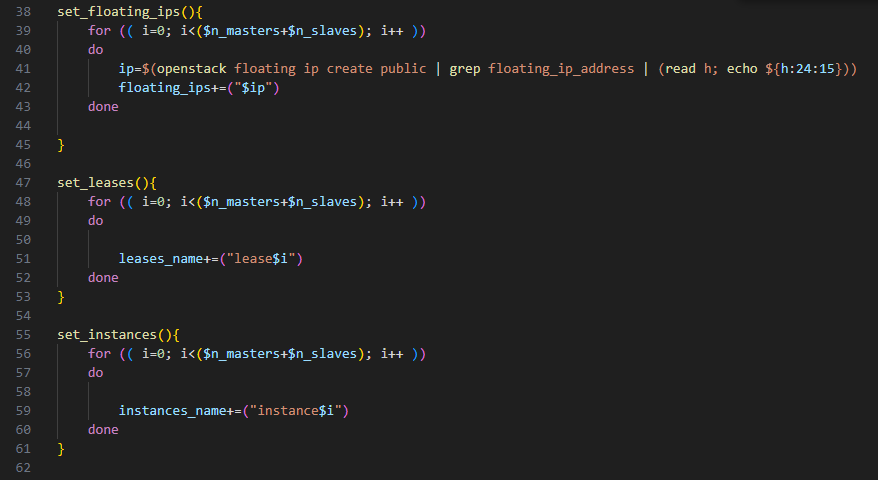 38 set_floating_ips(){
39     for (( i=0; i<($n_masters+$n_slaves); i++ ))
40     do
41         ip=$(openstack floating ip create public | grep floating_ip_address | (read h; echo ${h:24:15}))
42         floating_ips+=("$ip")
43     done
44
45 }
46
47 set_leases(){
48     for (( i=0; i<($n_masters+$n_slaves); i++ ))
49     do
50
51         leases_name+=("lease$i")
52     done
53 }
54
55 set_instances(){
56     for (( i=0; i<($n_masters+$n_slaves); i++ ))
57     do
58
59         instances_name+=("instance$i")
60     done
61 }
62